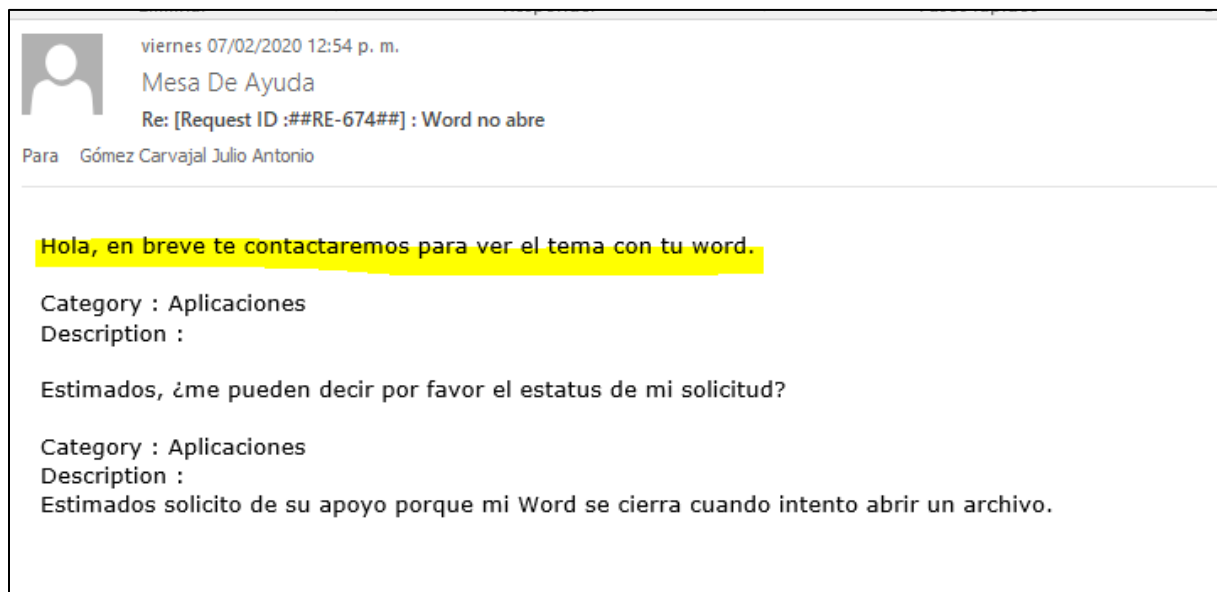 viernes 07/02/2020 12:54 p. m.
Mesa De Ayuda
Re: [Request ID :##RE-674##] : Word no abre
Para Gómez Carvajal Julio Antonio
Hola, en breve te contactaremos para ver el tema con tu word.
Category : Aplicaciones
Description :
Estimados, ¿me pueden decir por favor el estatus de mi solicitud?
Category : Aplicaciones
Description :
Estimados solicito de su apoyo porque mi Word se cierra cuando intento abrir un archivo.